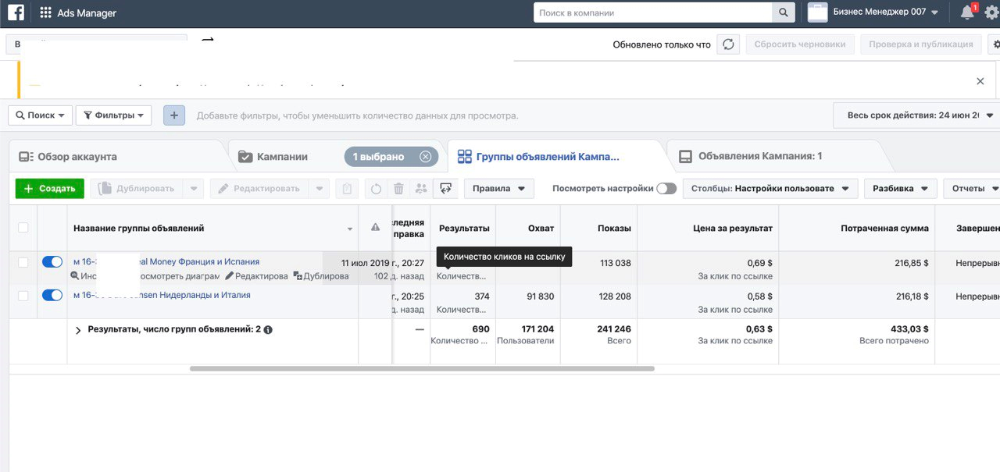 Ads Manager
Поиск в компании
Бизнес Менеджер 007
1
Обновлено только что
Сбросить черновики
Проверка и публикация
Поиск
Фильтры
Добавьте фильтры, чтобы уменьшить количество данных для просмотра.
Весь срок действия: 24 июн
Обзор аккаунта
Кампании
1 выбрано
Группы объявлений Кампа...
Объявления Кампания: 1
+ Создать
Дублировать
Редактировать
Правила
Посмотреть настройки
Столбцы: Настройки пользовате
Разбивка
Отчеты
Название группы объявлений
следняя
правка
Результаты
Охват
Показы
Цена за результат
Потраченная сумма
Завершен
м 16- eal Money Франция и Испания
11 июл 2019 г., 20:27
Количество кликов на ссылку
113 038
0,69 $
216,85 $
Непрерывн
Инс осмотреть диаграм
Редактирова
Дублирова
102 д. назад
Количеств...
За клик по ссылке
м 16- ansen Нидерланды и Италия
г., 20:25
374
91 830
128 208
0,58 $
216,18 $
Непрерывн
д. назад
Количеств...
За клик по ссылке
Результаты, число групп объявлений: 2
—
690
171 204
241 246
0,63 $
433,03 $
Количество ...
Пользователи
Всего
За клик по ссылке
Всего потрачено